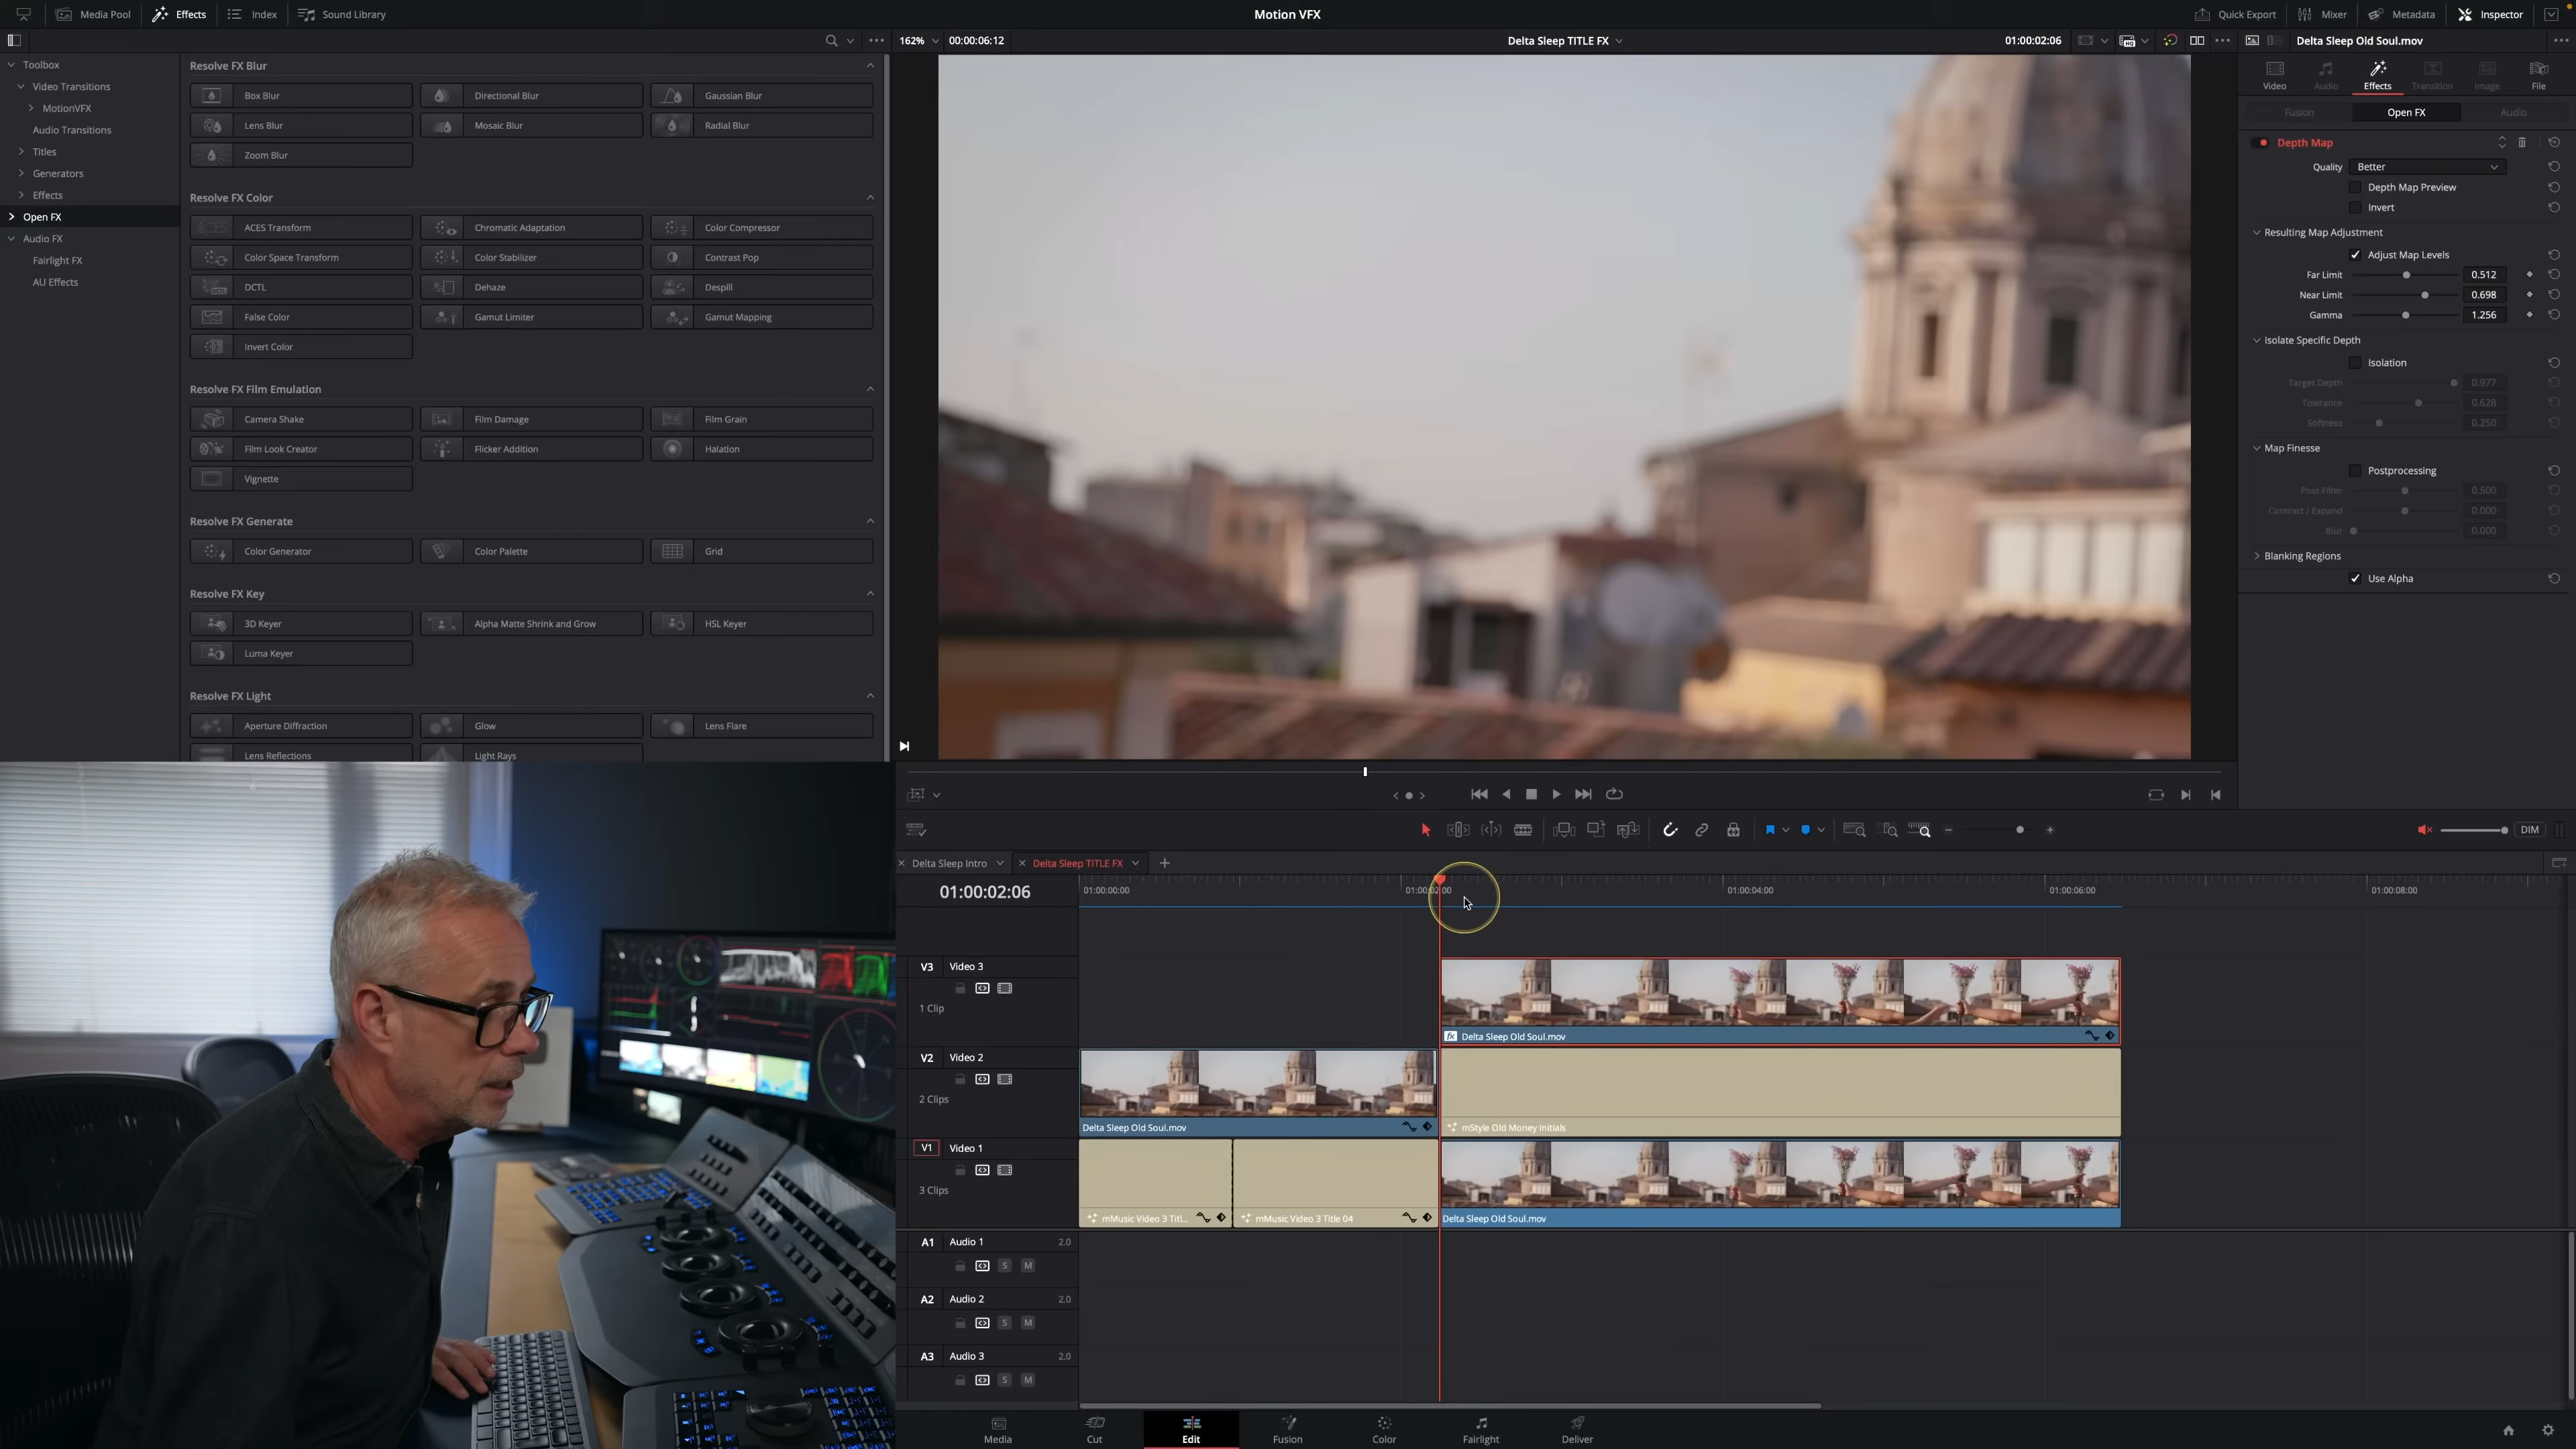 Media Pool
Effects
Index
Sound Library
Motion VFX
Quick Export
Mixer
Metadata
Inspector
162%
00:00:06:12
Delta Sleep TITLE FX
01:00:02:06
Delta Sleep Old Soul.mov
Toolbox
Video Transitions
MotionVFX
Audio Transitions
Titles
Generators
Effects
Open FX
Audio FX
Fairlight FX
AU Effects
Resolve FX Blur
Box Blur
Directional Blur
Gaussian Blur
Lens Blur
Mosaic Blur
Radial Blur
Zoom Blur
Resolve FX Color
ACES Transform
Chromatic Adaptation
Color Compressor
Color Space Transform
Color Stabilizer
Contrast Pop
DCTL
Dehaze
Despill
False Color
Gamut Limiter
Gamut Mapping
Invert Color
Resolve FX Film Emulation
Camera Shake
Film Damage
Film Grain
Film Look Creator
Flicker Addition
Halation
Vignette
Resolve FX Generate
Color Generator
Color Palette
Grid
Resolve FX Key
3D Keyer
Alpha Matte Shrink and Grow
HSL Keyer
Luma Keyer
Resolve FX Light
Aperture Diffraction
Glow
Lens Flare
Lens Reflections
Light Rays
Video
Audio
Effects
Transition
Image
File
Fusion
Open FX
Audio
Depth Map
Quality
Better
Depth Map Preview
Invert
Resulting Map Adjustment
Adjust Map Levels
Far Limit
0.512
Near Limit
0.698
Gamma
1.256
Isolate Specific Depth
Isolation
Target Depth
0.977
Tolerance
0.628
Softness
0.250
Map Finesse
Postprocessing
Post-Filter
0.500
Contract / Expand
0.000
Blur
0.000
Blanking Regions
Use Alpha
DIM
Delta Sleep Intro
Delta Sleep TITLE FX
01:00:02:06
01:00:00:00
01:00:02:00
01:00:04:00
01:00:06:00
01:00:08:00
V3
Video 3
1 Clip
fx
Delta Sleep Old Soul.mov
V2
Video 2
2 Clips
Delta Sleep Old Soul.mov
mStyle Old Money Initials
V1
Video 1
3 Clips
mMusic Video 3 Titl...
mMusic Video 3 Title 04
Delta Sleep Old Soul.mov
A1
Audio 1
2.0
S
M
A2
Audio 2
2.0
S
M
A3
Audio 3
2.0
S
M
Media
Cut
Edit
Fusion
Color
Fairlight
Deliver